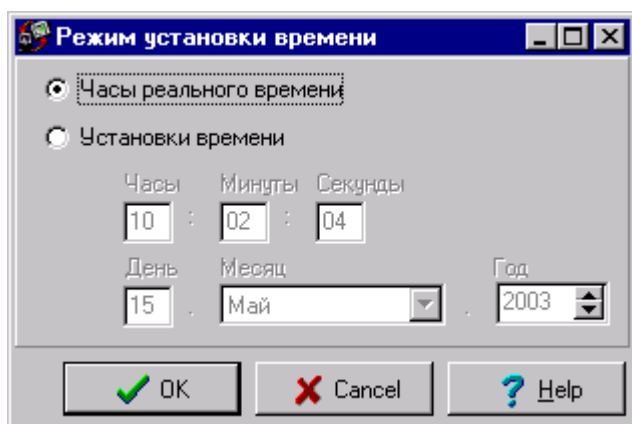 Режим установки времени
Часы реального времени
Установки времени
Часы Минуты Секунды
10 : 02 : 04
День Месяц Год
15 . Май . 2003
OK Cancel ? Help